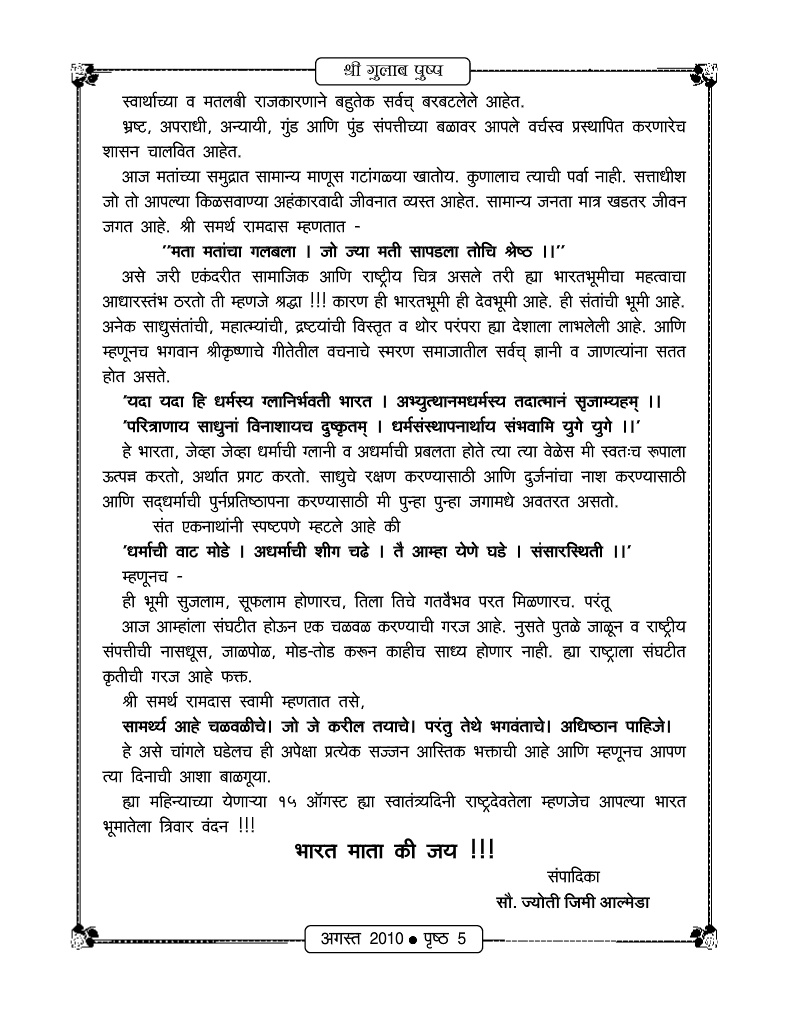 श्री गुलाब पुष्प
स्वार्थाच्या व मतलबी राजकारणाने बहुतेक सर्वच् बरबटलेले आहेत.
भ्रष्ट, अपराधी, अन्यायी, गुंड आणि पुंड संपत्तीच्या बळावर आपले वर्चस्व प्रस्थापित करणारेच
शासन चालवित आहेत.
आज मतांच्या समुद्रात सामान्य माणूस गटांगळ्या खातोय. कुणालाच त्याची पर्वा नाही. सत्ताधीश
जो तो आपल्या किळसवाण्या अहंकारवादी जीवनात व्यस्त आहेत. सामान्य जनता मात्र खडतर जीवन
जगत आहे. श्री समर्थ रामदास म्हणतात -
’’मता मतांचा गलबला । जो ज्या मती सापडला तोचि श्रेष्ठ ।।’’
असे जरी एकंदरीत सामाजिक आणि राष्ट्रीय चित्र असले तरी ह्या भारतभूमीचा महत्वाचा
आधारस्तंभ ठरतो ती म्हणजे श्रद्धा !!! कारण ही भारतभूमी ही देवभूमी आहे. ही संतांची भूमी आहे.
अनेक साधुसंतांची, महात्म्यांची, द्रष्टयांची विस्तृत व थोर परंपरा ह्या देशाला लाभलेली आहे. आणि
म्हणूनच भगवान श्रीकृष्णाचे गीतेतील वचनाचे स्मरण समाजातील सर्वच् ज्ञानी व जाणत्यांना सतत
होत असते.
’यदा यदा हि धर्मस्य ग्लानिर्भवती भारत । अभ्युत्थानमधर्मस्य तदात्मानं सृजाम्यहम् ।।
’परित्राणाय साधुनां विनाशायच दुष्कृतम् । धर्मसंस्थापनार्थाय संभवामि युगे युगे ।।’
हे भारता, जेव्हा जेव्हा धर्माची ग्लानी व अधर्माची प्रबलता होते त्या त्या वेळेस मी स्वतःच रूपाला
ऊत्पन्न करतो, अर्थात प्रगट करतो. साधुचे रक्षण करण्यासाठी आणि दुर्जनांचा नाश करण्यासाठी
आणि सद्‌धर्माची पुर्नप्रतिष्ठापना करण्यासाठी मी पुन्हा पुन्हा जगामधे अवतरत असतो.
संत एकनाथांनी स्पष्टपणे म्हटले आहे की
’धर्माची वाट मोडे । अधर्माची शीग चढे । तै आम्हा येणे घडे । संसारस्थिती ।।’
म्हणूनच -
ही भूमी सुजलाम, सूफलाम होणारच, तिला तिचे गतवैभव परत मिळणारच. परंतू
आज आम्हांला संघटीत होऊन एक चळवळ करण्याची गरज आहे. नुसते पुतळे जाळून व राष्ट्रीय
संपत्तीची नासधूस, जाळपोळ, मोड-तोड करून काहीच साध्य होणार नाही. ह्या राष्ट्राला संघटीत
कृतीची गरज आहे फक्त.
श्री समर्थ रामदास स्वामी म्हणतात तसे,
सामर्थ्य आहे चळवळीचे। जो जे करील तयाचे। परंतु तेथे भगवंताचे। अधिष्ठान पाहिजे।
हे असे चांगले घडेलच ही अपेक्षा प्रत्येक सज्जन आस्तिक भक्ताची आहे आणि म्हणूनच आपण
त्या दिनाची आशा बाळगूया.
ह्या महिन्याच्या येणाऱ्या १५ ऑगस्ट ह्या स्वातंत्र्यदिनी राष्ट्रदेवतेला म्हणजेच आपल्या भारत
भूमातेला त्रिवार वंदन !!!
भारत माता की जय !!!
संपादिका
सौ. ज्योती जिमी आल्मेडा
अगस्त 2010 ● पृष्ठ 5